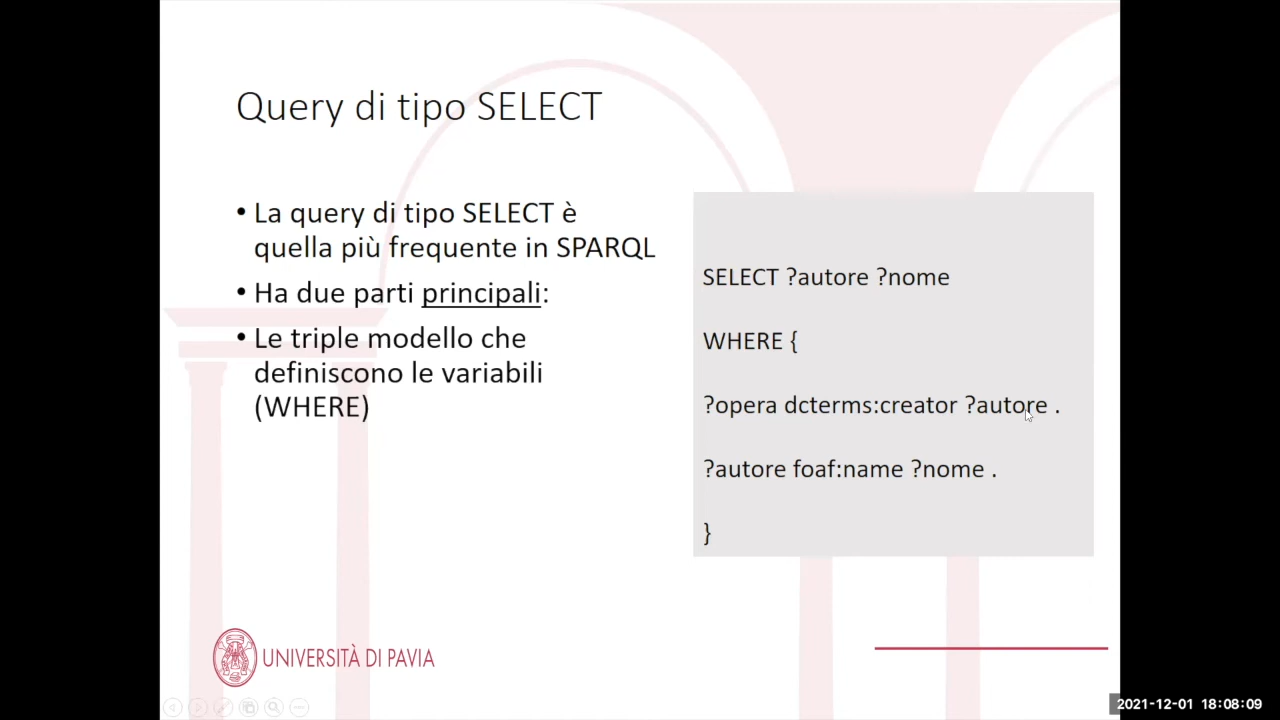 Query di tipo SELECT
• La query di tipo SELECT è
quella più frequente in SPARQL
• Ha due parti principali:
• Le triple modello che
definiscono le variabili
(WHERE)
SELECT ?autore ?nome
WHERE {
?opera dcterms:creator ?autore .
?autore foaf:name ?nome .
}
UNIVERSITÀ DI PAVIA
2021-12-01 18:08:09